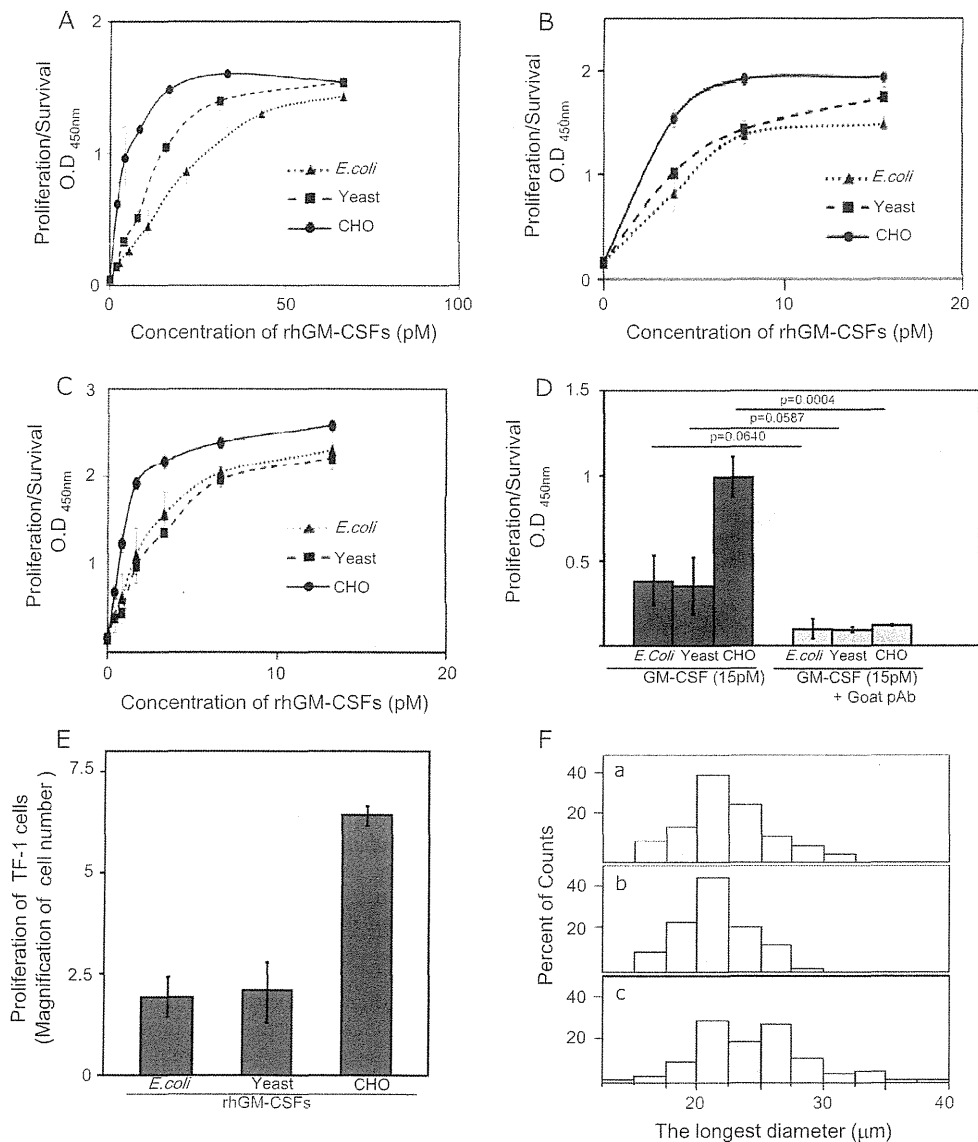 A
Proliferation/Survival
O.D 450nm
2
1
0
0
50
100
E.coli
Yeast
CHO
Concentration of rhGM-CSFs (pM)
B
Proliferation/Survival
O.D 450nm
2
1
0
0
10
20
E.coli
Yeast
CHO
Concentration of rhGM-CSFs (pM)
C
Proliferation/Survival
O.D 450nm
3
2
1
0
10
20
E.coli
Yeast
CHO
Concentration of rhGM-CSFs (pM)
D
Proliferation/Survival
O.D 450nm
1.5
1
0.5
0
p=0.0004
p=0.0587
p=0.0640
E.Coli Yeast CHO
GM-CSF (15pM)
E.coli Yeast CHO
GM-CSF (15pM)
+ Goat pAb
E
Proliferation of TF-1 cells
(Magnification of cell number)
7.5
5
2.5
0
E.coli Yeast CHO
rhGM-CSFs
F
Percent of Counts
a
40
20
b
40
20
c
40
20
20
30
40
The longest diameter (μm)